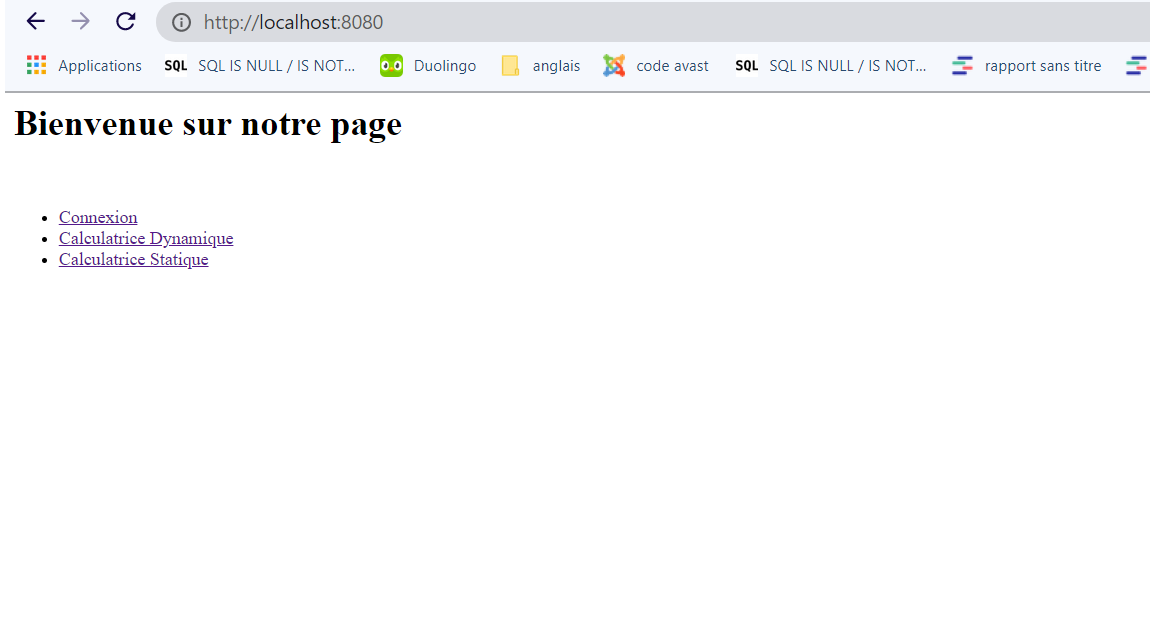 http://localhost:8080
Applications SQL SQL IS NULL / IS NOT... Duolingo anglais code avast SQL SQL IS NULL / IS NOT... rapport sans titre
Bienvenue sur notre page
Connexion
Calculatrice Dynamique
Calculatrice Statique